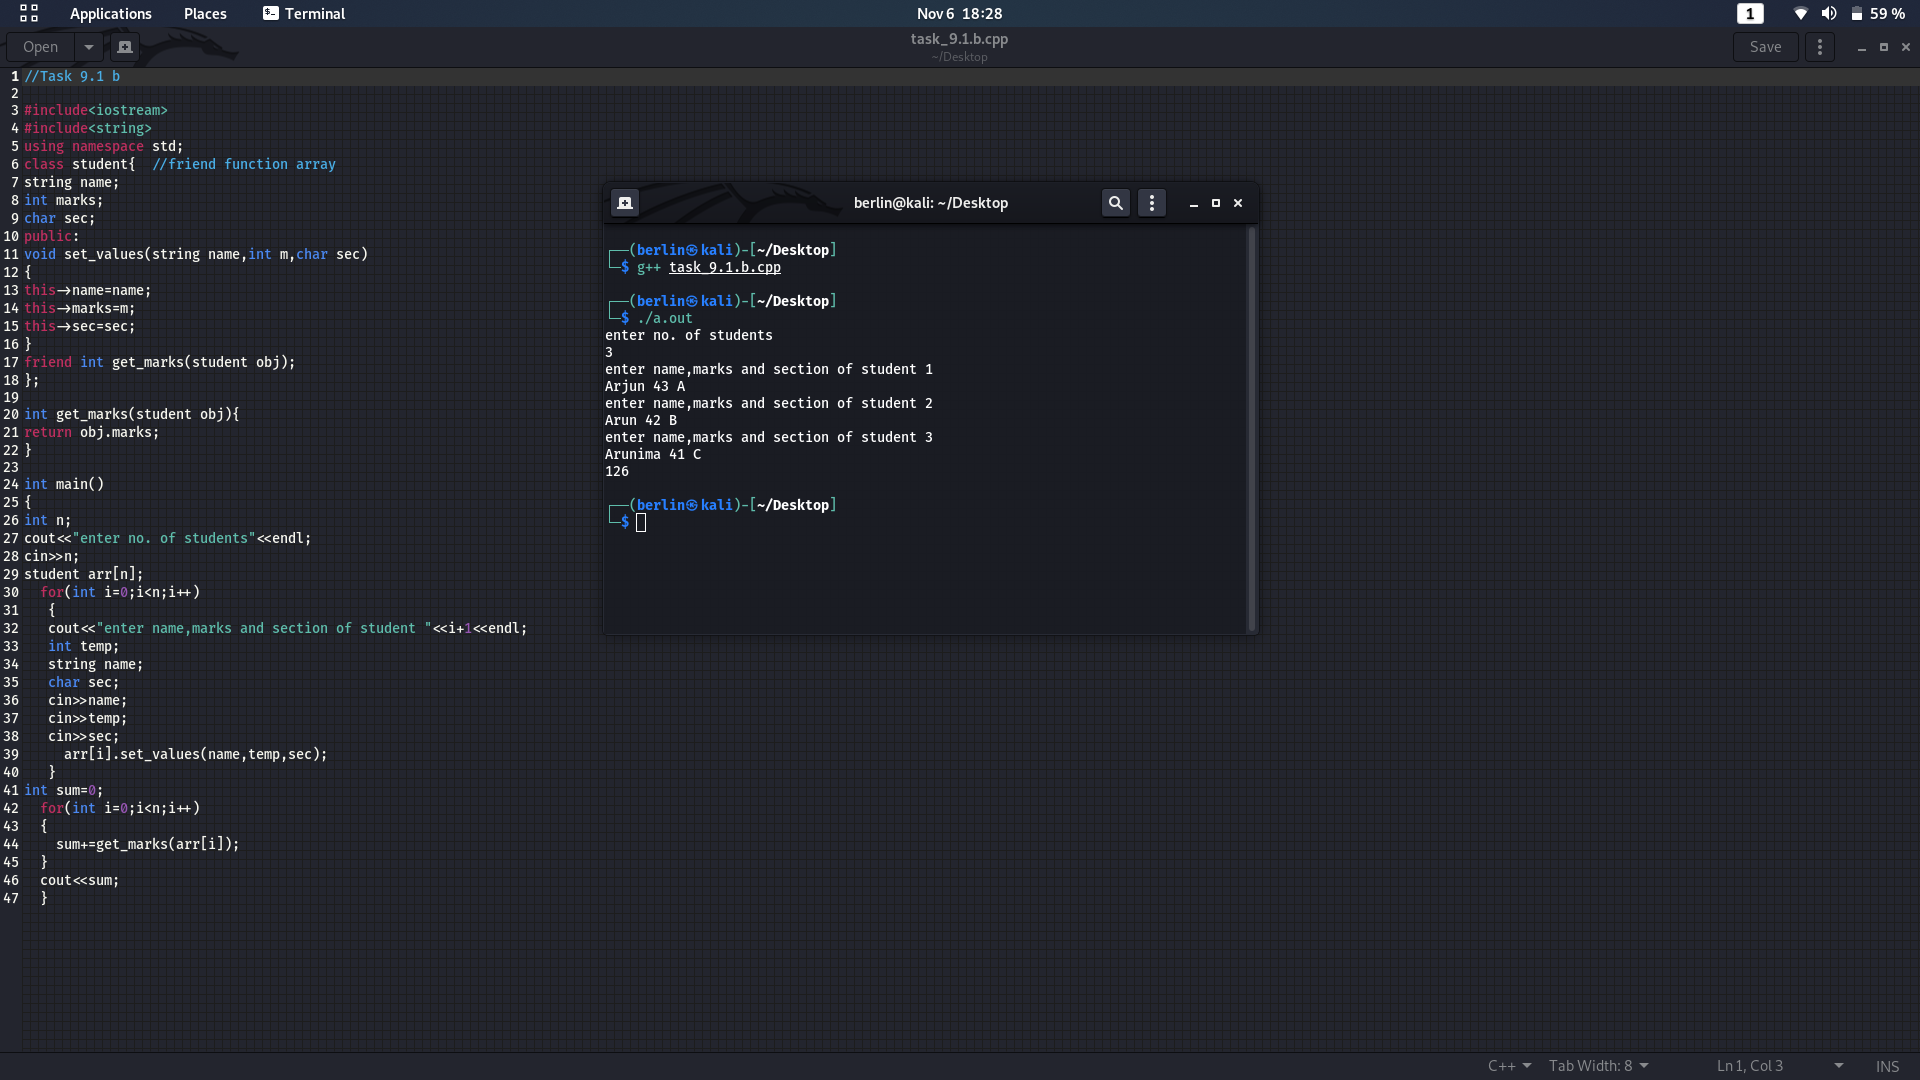 Applications Places Terminal Nov 6 18:28 1 59 %
Open task_9.1.b.cpp Save
~/Desktop
1 //Task 9.1 b
2
3 #include<iostream>
4 #include<string>
5 using namespace std;
6 class student{  //friend function array
7 string name;
8 int marks;
9 char sec;
10 public:
11 void set_values(string name,int m,char sec)
12 {
13 this->name=name;
14 this->marks=m;
15 this->sec=sec;
16 }
17 friend int get_marks(student obj);
18 };
19
20 int get_marks(student obj){
21 return obj.marks;
22 }
23
24 int main()
25 {
26 int n;
27 cout<<"enter no. of students"<<endl;
28 cin>>n;
29 student arr[n];
30   for(int i=0;i<n;i++)
31    {
32    cout<<"enter name,marks and section of student "<<i+1<<endl;
33    int temp;
34    string name;
35    char sec;
36    cin>>name;
37    cin>>temp;
38    cin>>sec;
39      arr[i].set_values(name,temp,sec);
40    }
41 int sum=0;
42   for(int i=0;i<n;i++)
43   {
44     sum+=get_marks(arr[i]);
45   }
46   cout<<sum;
47   }
berlin@kali: ~/Desktop
┌──(berlin㉿kali)-[~/Desktop]
└─$ g++ task_9.1.b.cpp
┌──(berlin㉿kali)-[~/Desktop]
└─$ ./a.out
enter no. of students
3
enter name,marks and section of student 1
Arjun 43 A
enter name,marks and section of student 2
Arun 42 B
enter name,marks and section of student 3
Arunima 41 C
126
┌──(berlin㉿kali)-[~/Desktop]
└─$
C++ Tab Width: 8 Ln 1, Col 3 INS